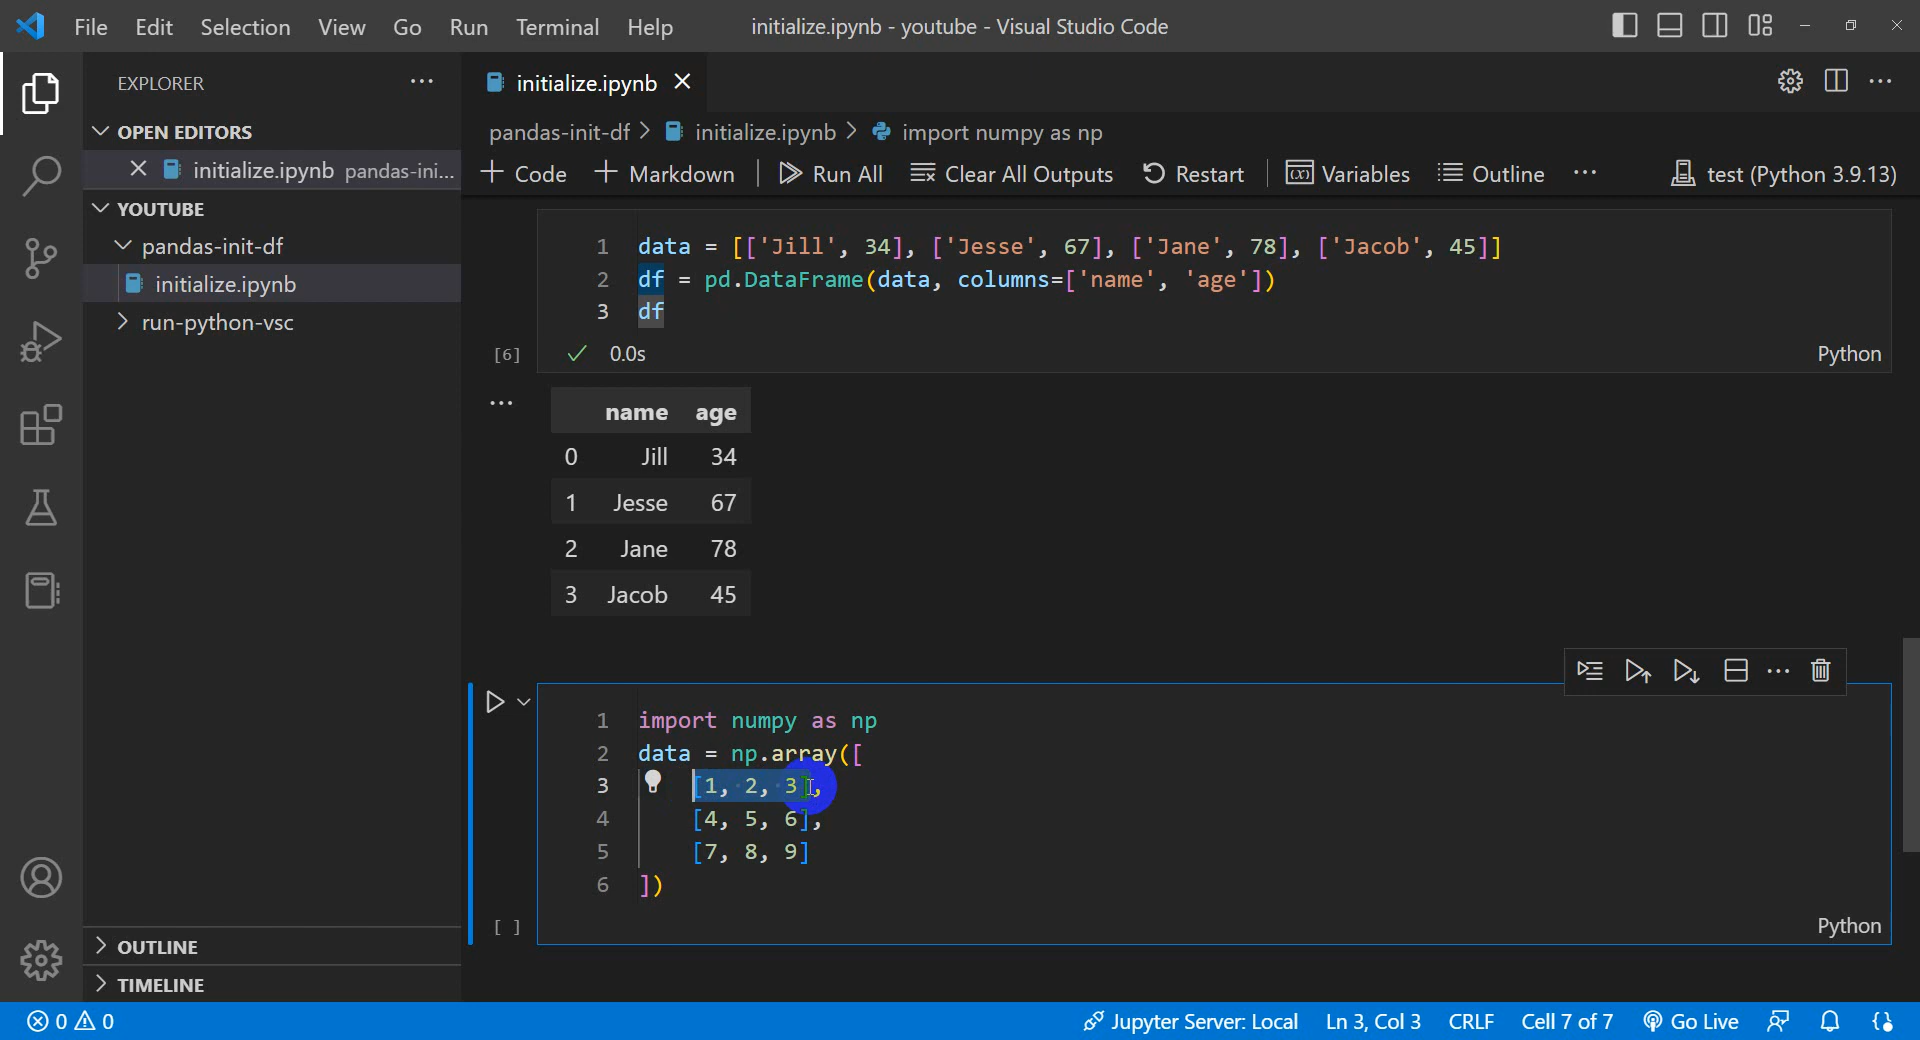 File Edit Selection View Go Run Terminal Help initialize.ipynb - youtube - Visual Studio Code
EXPLORER
initialize.ipynb
OPEN EDITORS
pandas-init-df > initialize.ipynb > import numpy as np
initialize.ipynb pandas-ini...
Code Markdown Run All Clear All Outputs Restart Variables Outline test (Python 3.9.13)
YOUTUBE
pandas-init-df
initialize.ipynb
run-python-vsc
1 data = [['Jill', 34], ['Jesse', 67], ['Jane', 78], ['Jacob', 45]]
2 df = pd.DataFrame(data, columns=['name', 'age'])
3 df
[6] 0.0s Python
name age
0 Jill 34
1 Jesse 67
2 Jane 78
3 Jacob 45
1 import numpy as np
2 data = np.array([
3 [1, 2, 3],
4 [4, 5, 6],
5 [7, 8, 9]
6 ])
[ ] Python
OUTLINE
TIMELINE
0 0 Jupyter Server: Local Ln 3, Col 3 CRLF Cell 7 of 7 Go Live